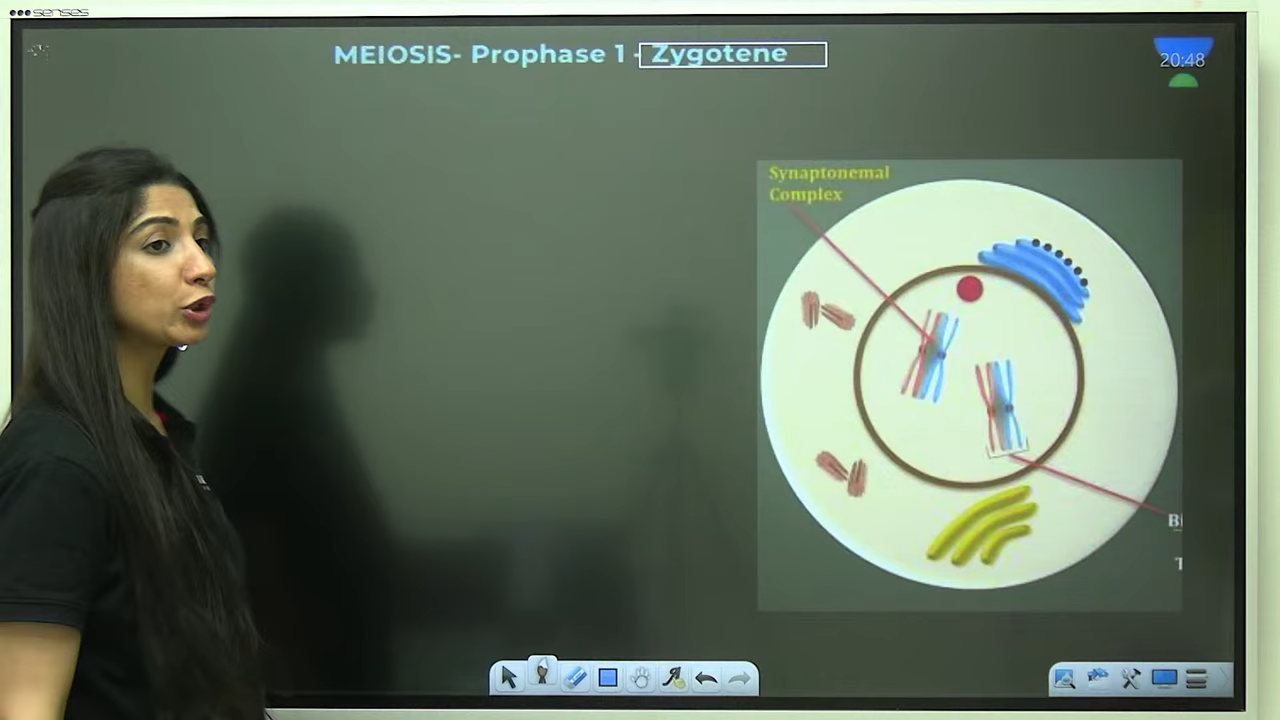 senses
MEIOSIS- Prophase 1 - Zygotene
20:48
Synaptonemal
Complex
B
T